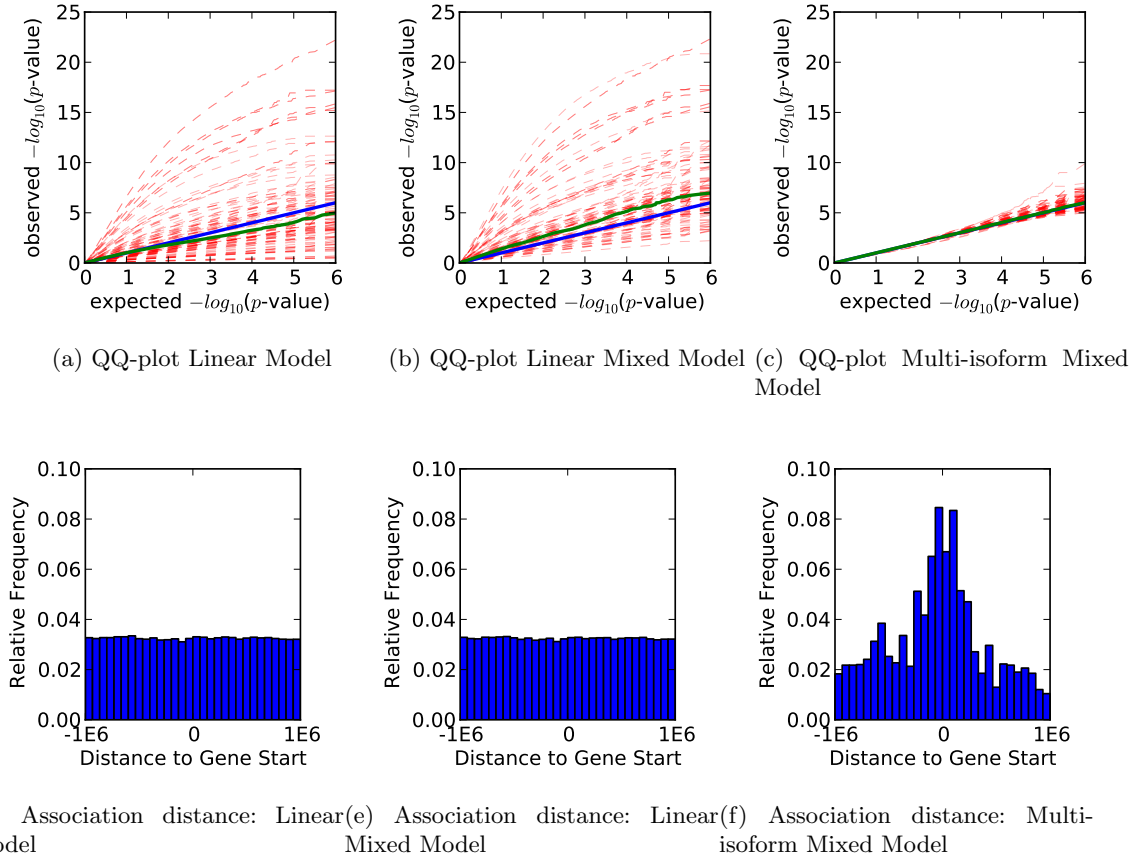 25
20
15
10
5
0
observed −log10(p-value)
0 1 2 3 4 5 6
expected −log10(p-value)
(a) QQ-plot Linear Model
25
20
15
10
5
0
observed −log10(p-value)
0 1 2 3 4 5 6
expected −log10(p-value)
(b) QQ-plot Linear Mixed Model
25
20
15
10
5
0
observed −log10(p-value)
0 1 2 3 4 5 6
expected −log10(p-value)
(c) QQ-plot Multi-isoform Mixed
Model
0.10
0.08
0.06
0.04
0.02
0.00
Relative Frequency
-1E6 0 1E6
Distance to Gene Start
Association distance: Linear
odel
0.10
0.08
0.06
0.04
0.02
0.00
Relative Frequency
-1E6 0 1E6
Distance to Gene Start
(e) Association distance: Linear
Mixed Model
0.10
0.08
0.06
0.04
0.02
0.00
Relative Frequency
-1E6 0 1E6
Distance to Gene Start
(f) Association distance: Multi-
isoform Mixed Model